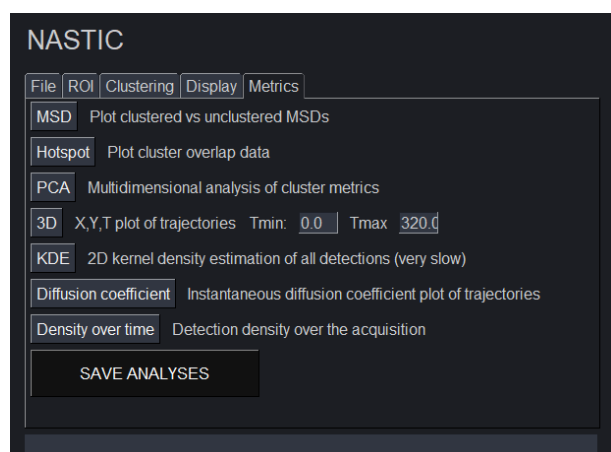 NASTIC
File ROI Clustering Display Metrics
MSD Plot clustered vs unclustered MSDs
Hotspot Plot cluster overlap data
PCA Multidimensional analysis of cluster metrics
3D X,Y,T plot of trajectories Tmin: 0.0 Tmax 320.0
KDE 2D kernel density estimation of all detections (very slow)
Diffusion coefficient Instantaneous diffusion coefficient plot of trajectories
Density over time Detection density over the acquisition
SAVE ANALYSES